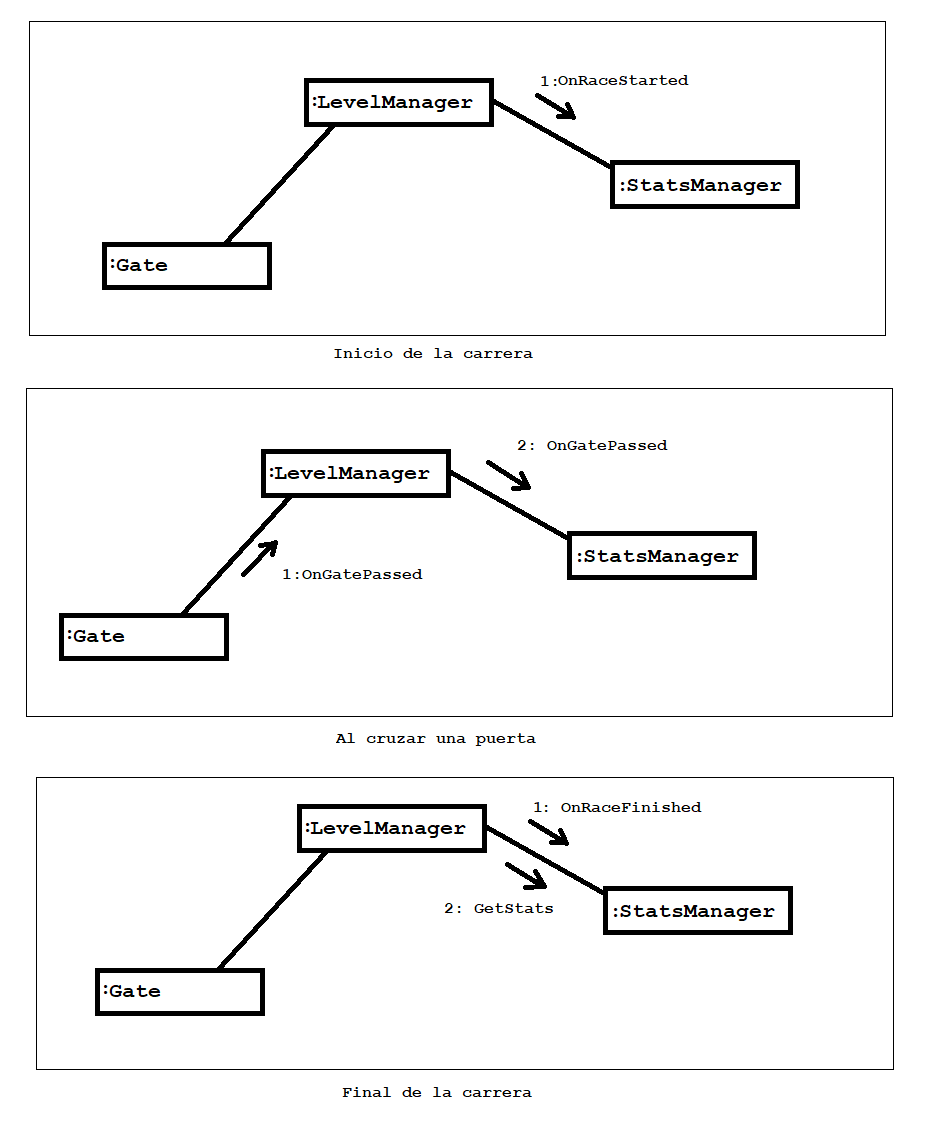 1:OnRaceStarted
:LevelManager
:StatsManager
:Gate
Inicio de la carrera
2: OnGatePassed
:LevelManager
:StatsManager
1:OnGatePassed
:Gate
Al cruzar una puerta
1: OnRaceFinished
:LevelManager
2: GetStats
:StatsManager
:Gate
Final de la carrera